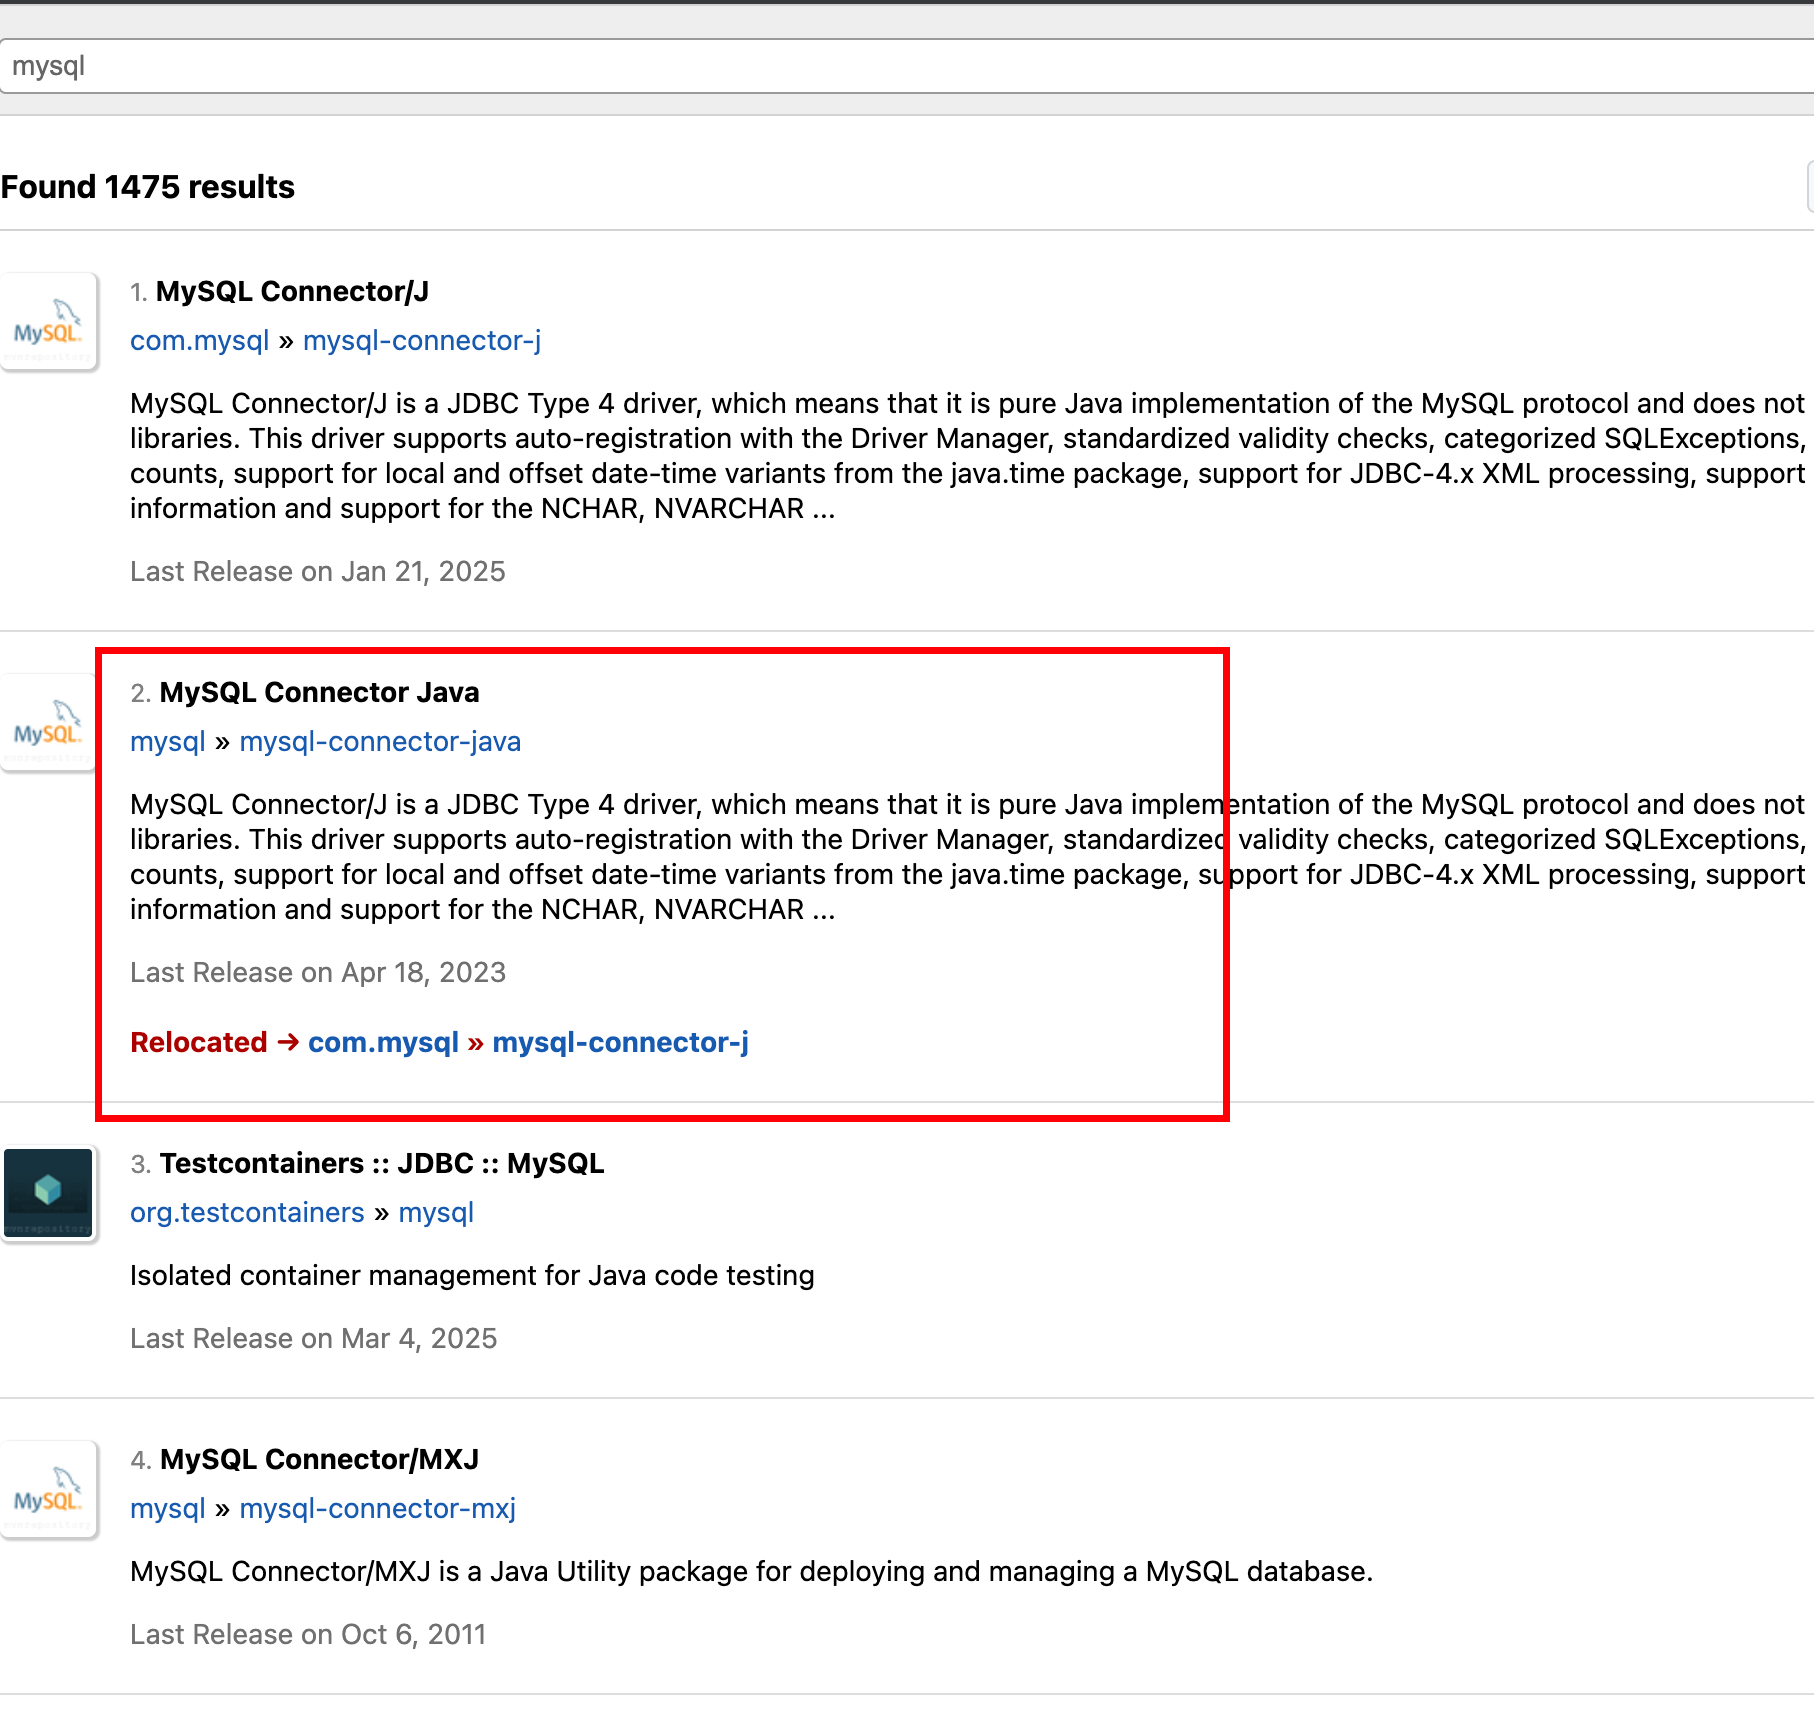 mysql
Found 1475 results
MySQL
1. MySQL Connector/J
com.mysql » mysql-connector-j
MySQL Connector/J is a JDBC Type 4 driver, which means that it is pure Java implementation of the MySQL protocol and does not
libraries. This driver supports auto-registration with the Driver Manager, standardized validity checks, categorized SQLExceptions,
counts, support for local and offset date-time variants from the java.time package, support for JDBC-4.x XML processing, support
information and support for the NCHAR, NVARCHAR ...
Last Release on Jan 21, 2025
MySQL
2. MySQL Connector Java
mysql » mysql-connector-java
MySQL Connector/J is a JDBC Type 4 driver, which means that it is pure Java implementation of the MySQL protocol and does not
libraries. This driver supports auto-registration with the Driver Manager, standardized validity checks, categorized SQLExceptions,
counts, support for local and offset date-time variants from the java.time package, support for JDBC-4.x XML processing, support
information and support for the NCHAR, NVARCHAR ...
Last Release on Apr 18, 2023
Relocated → com.mysql » mysql-connector-j
3. Testcontainers :: JDBC :: MySQL
org.testcontainers » mysql
Isolated container management for Java code testing
Last Release on Mar 4, 2025
MySQL
4. MySQL Connector/MXJ
mysql » mysql-connector-mxj
MySQL Connector/MXJ is a Java Utility package for deploying and managing a MySQL database.
Last Release on Oct 6, 2011